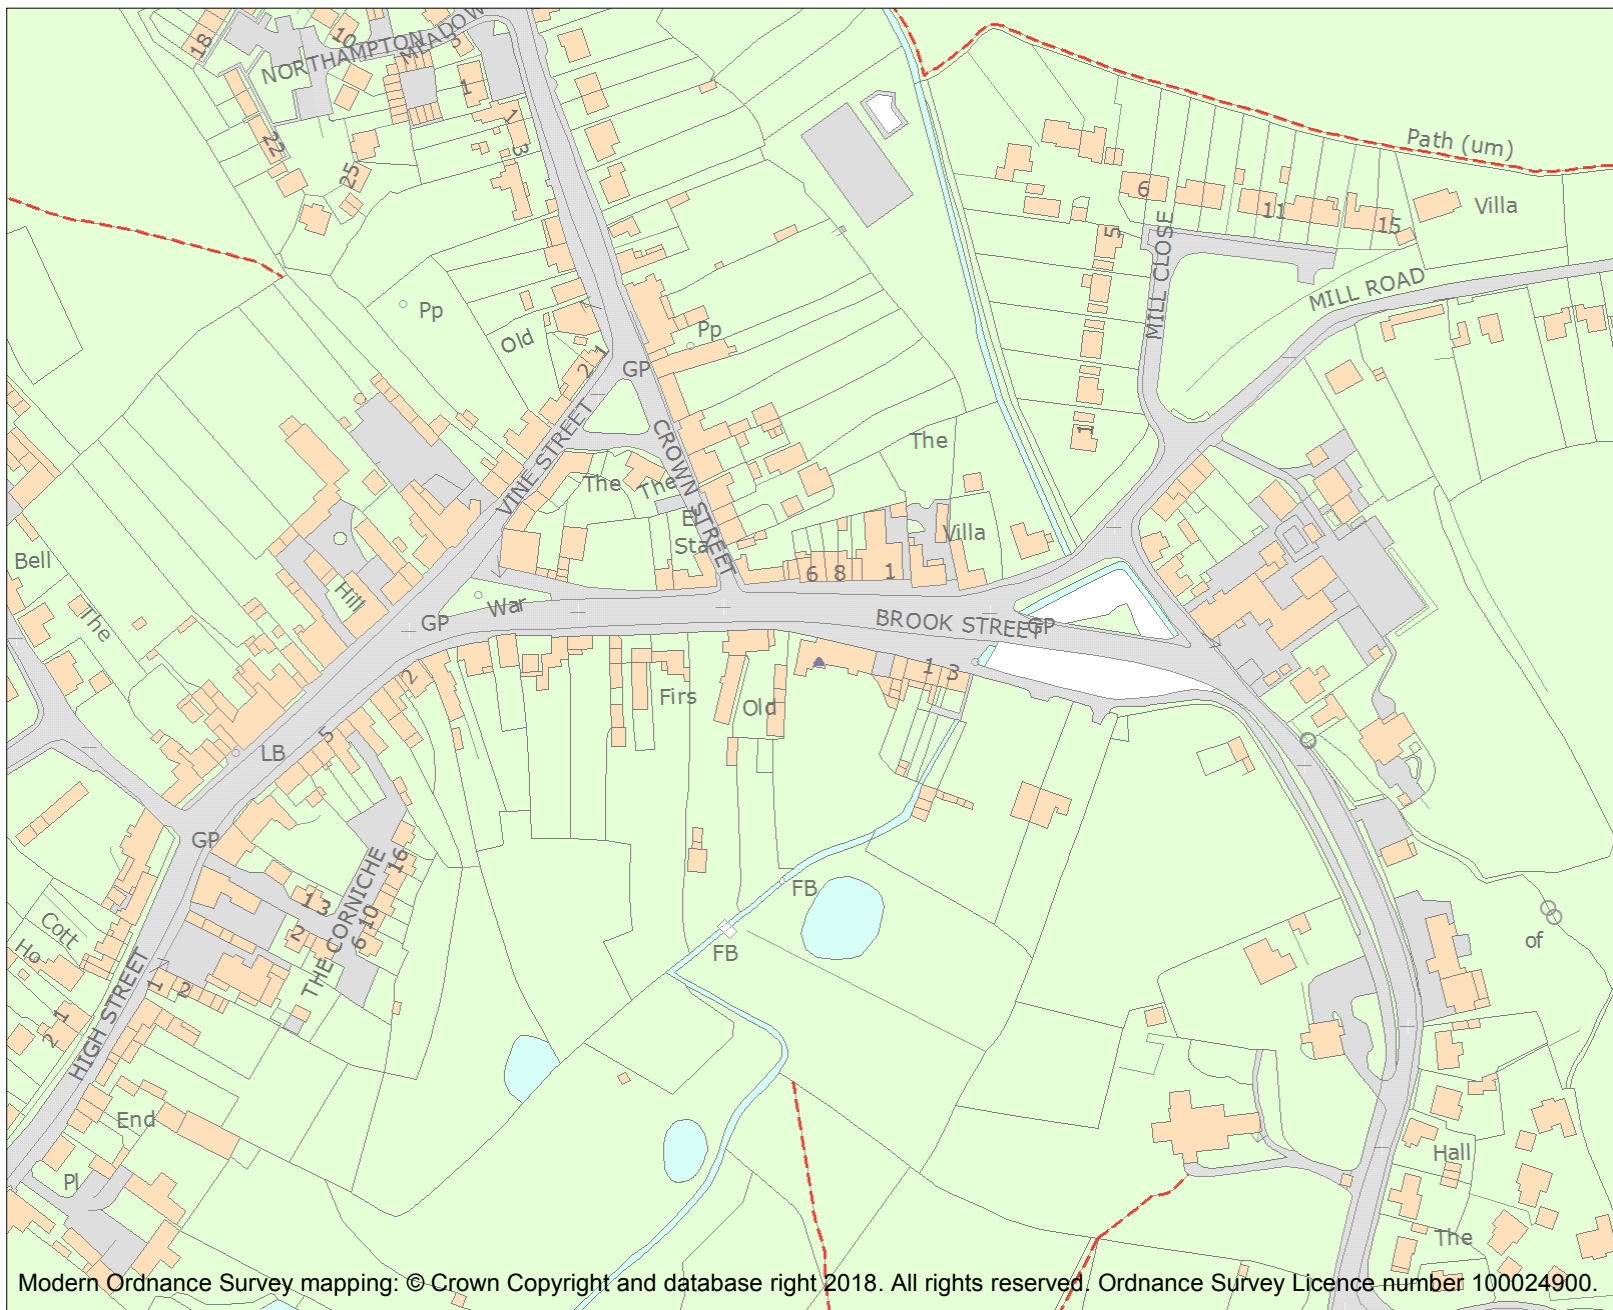 18
10
NORTHAMPTON
MEADOW
3
1
1
3
22
25
Path (um)
6
11
15
Villa
5
MILL CLOSE
MILL ROAD
Pp
Old
Pp
GP
2 1
VINE STREET
CROWN STREET
The
The
The
El
Sta
Villa
1
Bell
The
Hill
War
GP
6 8 1
BROOK STREET
GP
1 3
2
Firs
Old
5
LB
GP
16
THE CORNICHE
13
2
6 10
FB
FB
of
Cott
Ho
1 2
2 1
HIGH STREET
End
Pl
Hall
The
Modern Ordnance Survey mapping: © Crown Copyright and database right 2018. All rights reserved. Ordnance Survey Licence number 100024900.